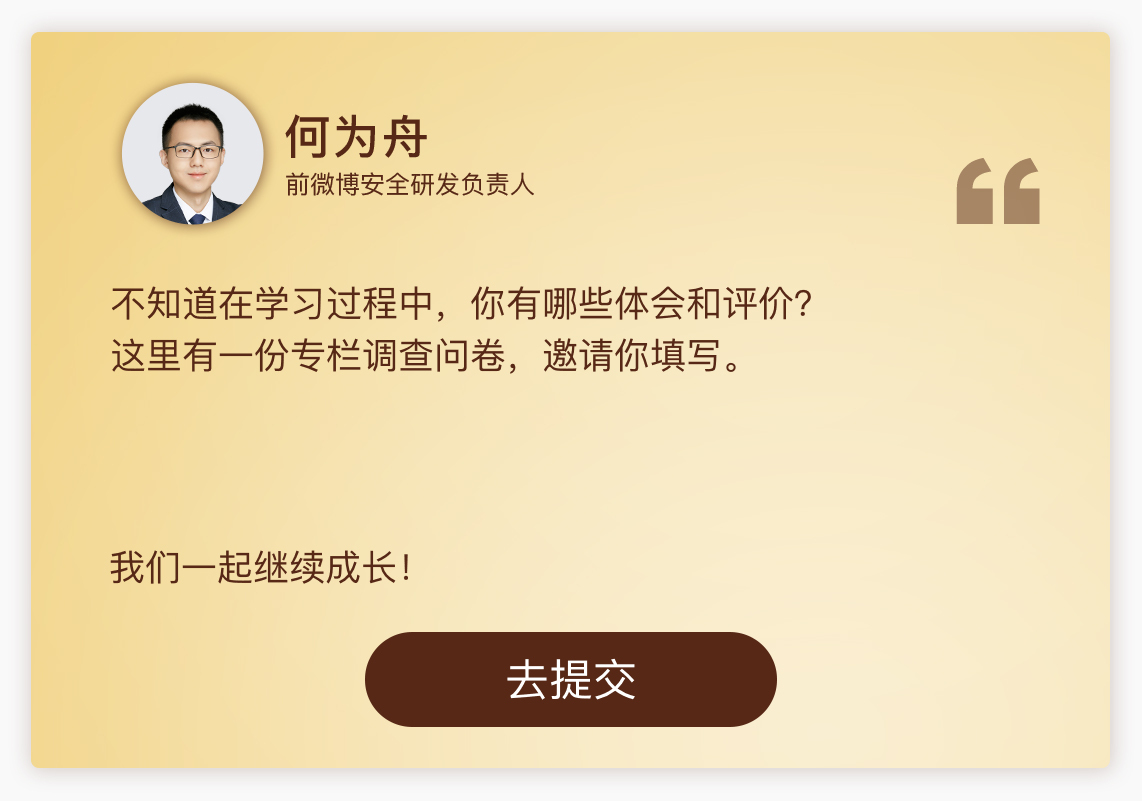 何为舟
前微博安全研发负责人
不知道在学习过程中，你有哪些体会和评价？
这里有一份专栏调查问卷，邀请你填写。
我们一起继续成长！
去提交